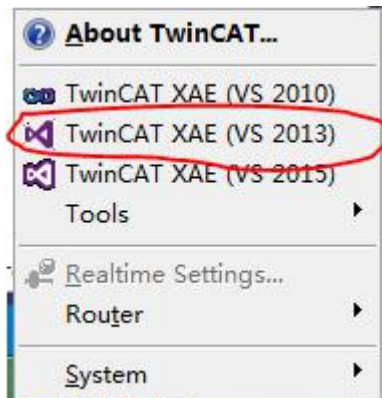 About TwinCAT...
TwinCAT XAE (VS 2010)
TwinCAT XAE (VS 2013)
TwinCAT XAE (VS 2015)
Tools
Realtime Settings...
Router
System